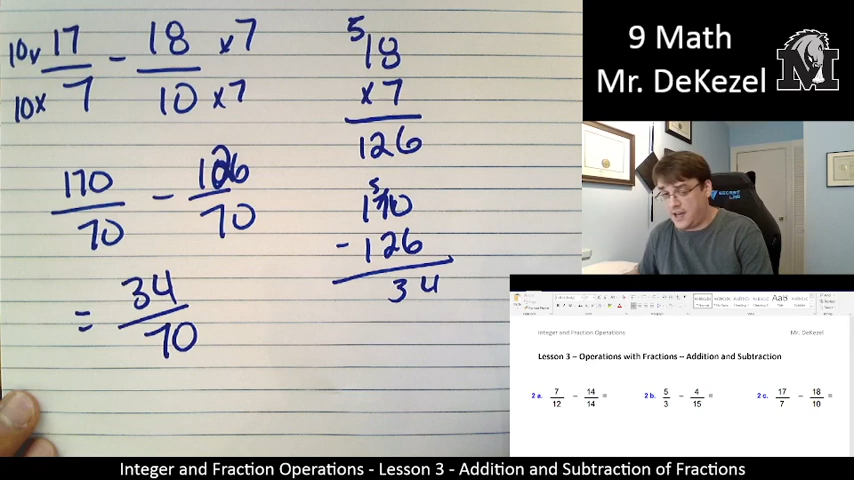 10x 17/7 - 18/10 x7
10x x7
170/70 - 126/70
= 34/70
5
18
x7
126
5
170
- 126
34
9 Math
Mr. DeKezel
M
SECRET LAB
Integer and Fraction Operations
Mr. DeKezel
Lesson 3 – Operations with Fractions – Addition and Subtraction
2 a. 7/12 - 14/14 =
2 b. 5/3 - 4/15 =
2 c. 17/7 - 18/10 =
Integer and Fraction Operations - Lesson 3 - Addition and Subtraction of Fractions